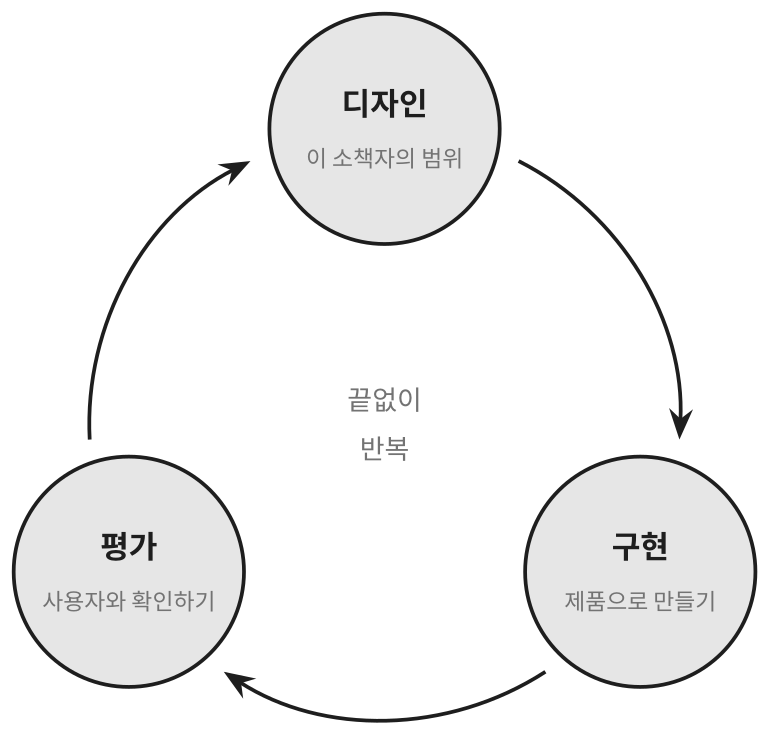 디자인
이 소책자의 범위
끝없이
반복
평가
사용자와 확인하기
구현
제품으로 만들기